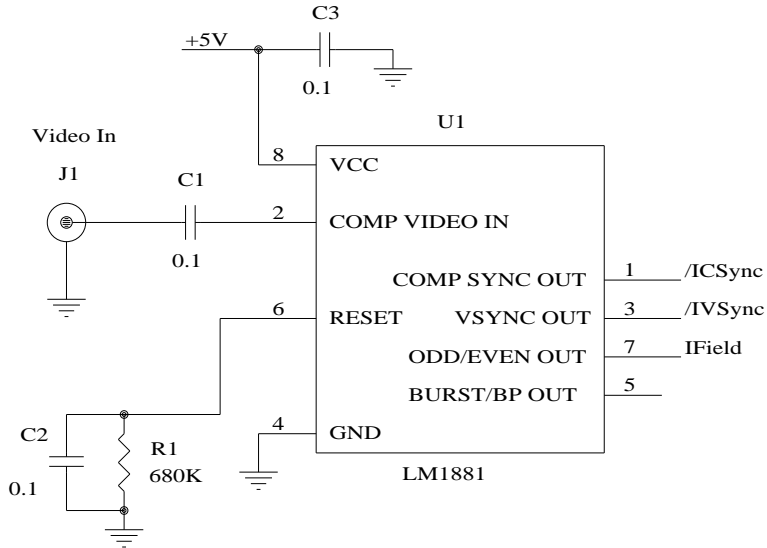 C3
+5V
0.1
U1
Video In
J1
8
VCC
C1
2
COMP VIDEO IN
0.1
COMP SYNC OUT
1
/ICSync
6
RESET
VSYNC OUT
3
/IVSync
ODD/EVEN OUT
7
IField
BURST/BP OUT
5
C2
R1
4
GND
680K
LM1881
0.1